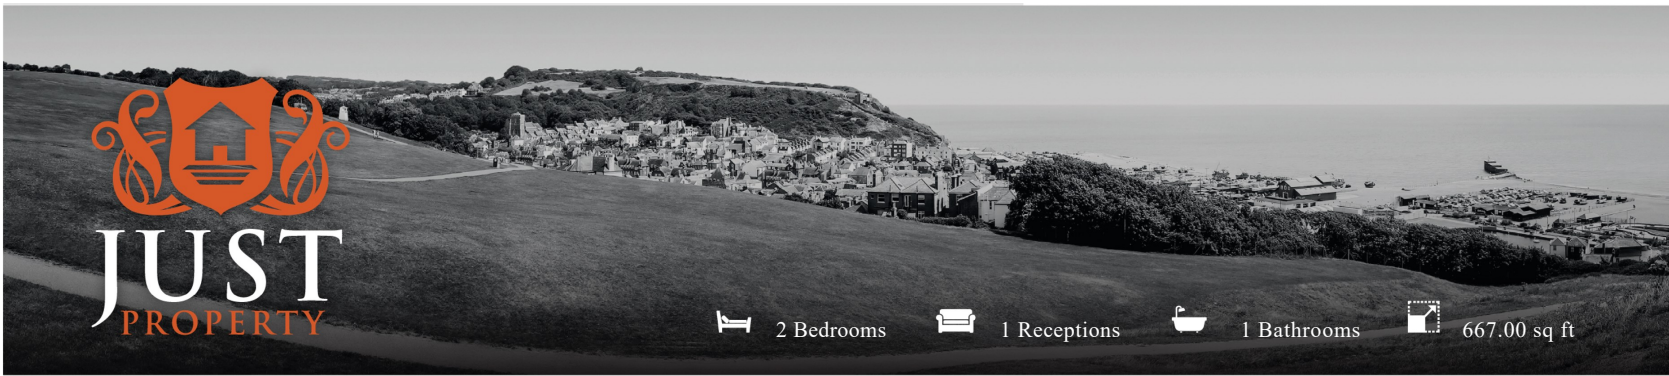 JUST
PROPERTY
2 Bedrooms
1 Receptions
1 Bathrooms
667.00 sq ft